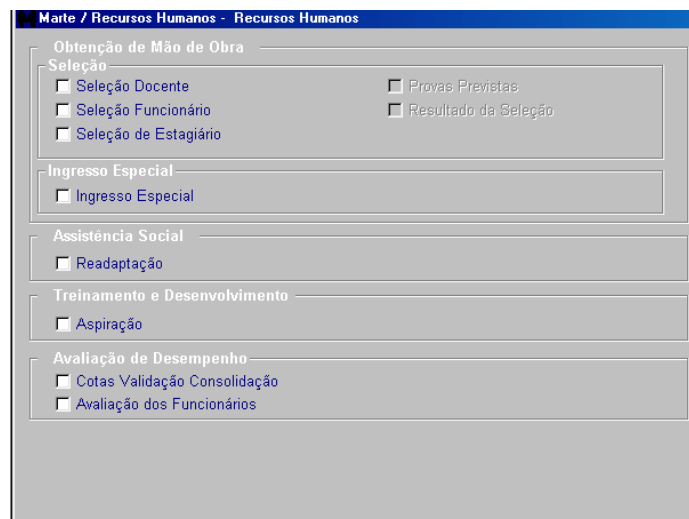 Marte / Recursos Humanos - Recursos Humanos
Obtenção de Mão de Obra
Seleção
Seleção Docente
Provas Previstas
Seleção Funcionário
Resultado da Seleção
Seleção de Estagiário
Ingresso Especial
Ingresso Especial
Assistência Social
Readaptação
Treinamento e Desenvolvimento
Aspiração
Avaliação de Desempenho
Cotas Validação Consolidação
Avaliação dos Funcionários